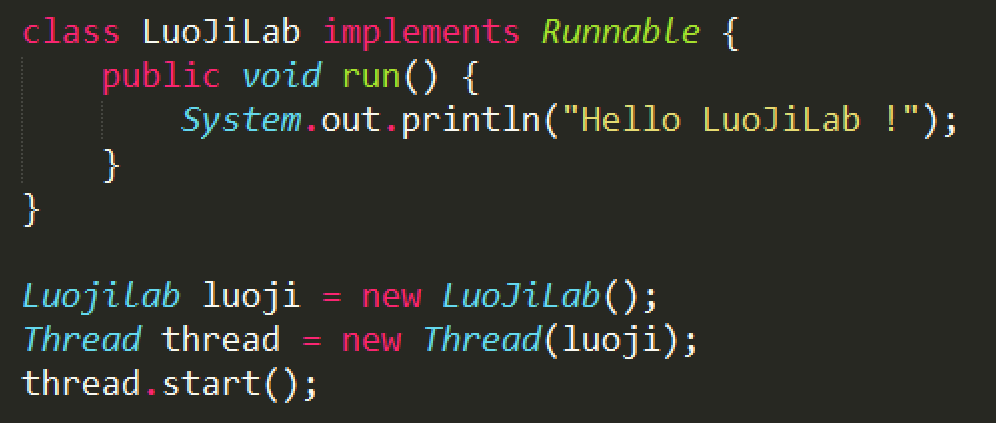 class LuoJiLab implements Runnable {
    public void run() {
        System.out.println("Hello LuoJiLab !");
    }
}
Luojilab luoji = new LuoJiLab();
Thread thread = new Thread(luoji);
thread.start();